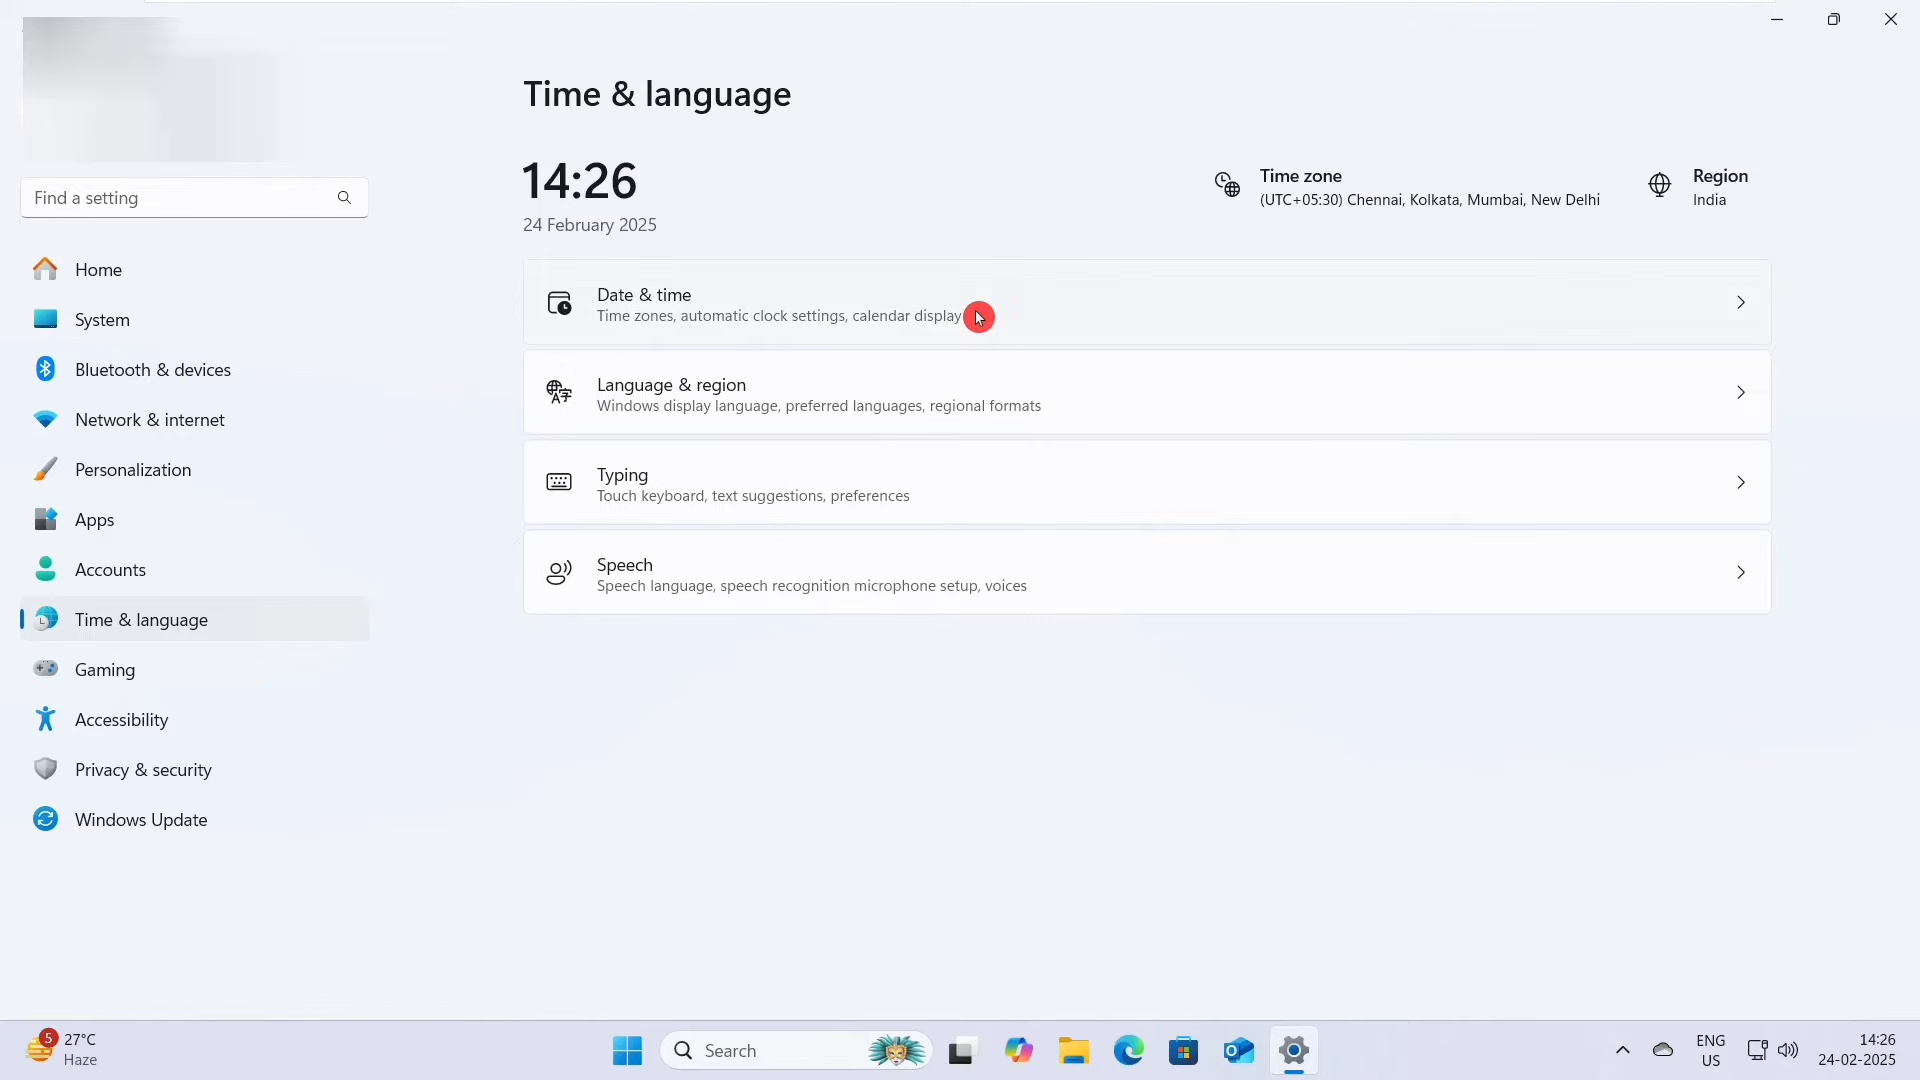 Time & language
14:26
24 February 2025
Time zone
(UTC+05:30) Chennai, Kolkata, Mumbai, New Delhi
Region
India
Find a setting
Home
System
Bluetooth & devices
Network & internet
Personalization
Apps
Accounts
Time & language
Gaming
Accessibility
Privacy & security
Windows Update
Date & time
Time zones, automatic clock settings, calendar display
Language & region
Windows display language, preferred languages, regional formats
Typing
Touch keyboard, text suggestions, preferences
Speech
Speech language, speech recognition microphone setup, voices
5
27°C
Haze
Search
ENG
US
14:26
24-02-2025